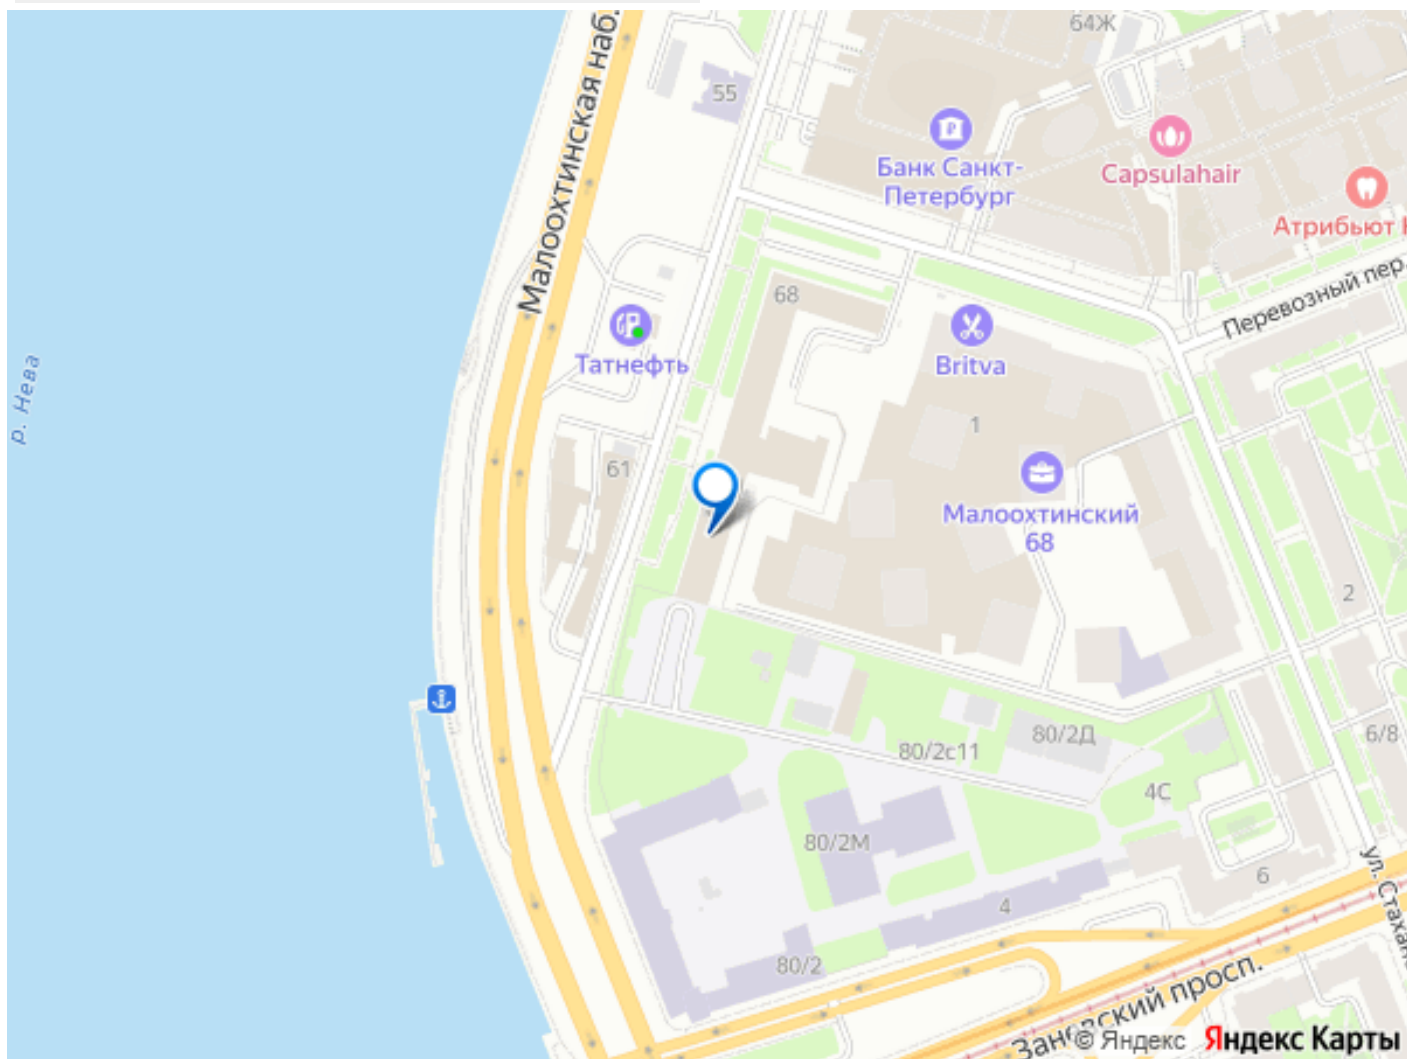 64Ж
Малоохтинская наб.
55
Банк Санкт-
Петербург
Capsulahair
Атрибьют
Перевозный пер.
68
Татнефть
Britva
р. Нева
1
61
Малоохтинский
68
2
80/2с11
80/2Д
6/8
4С
80/2М
6
4
ул. Стаха
80/2
Заневский просп.
© Яндекс Яндекс Карты